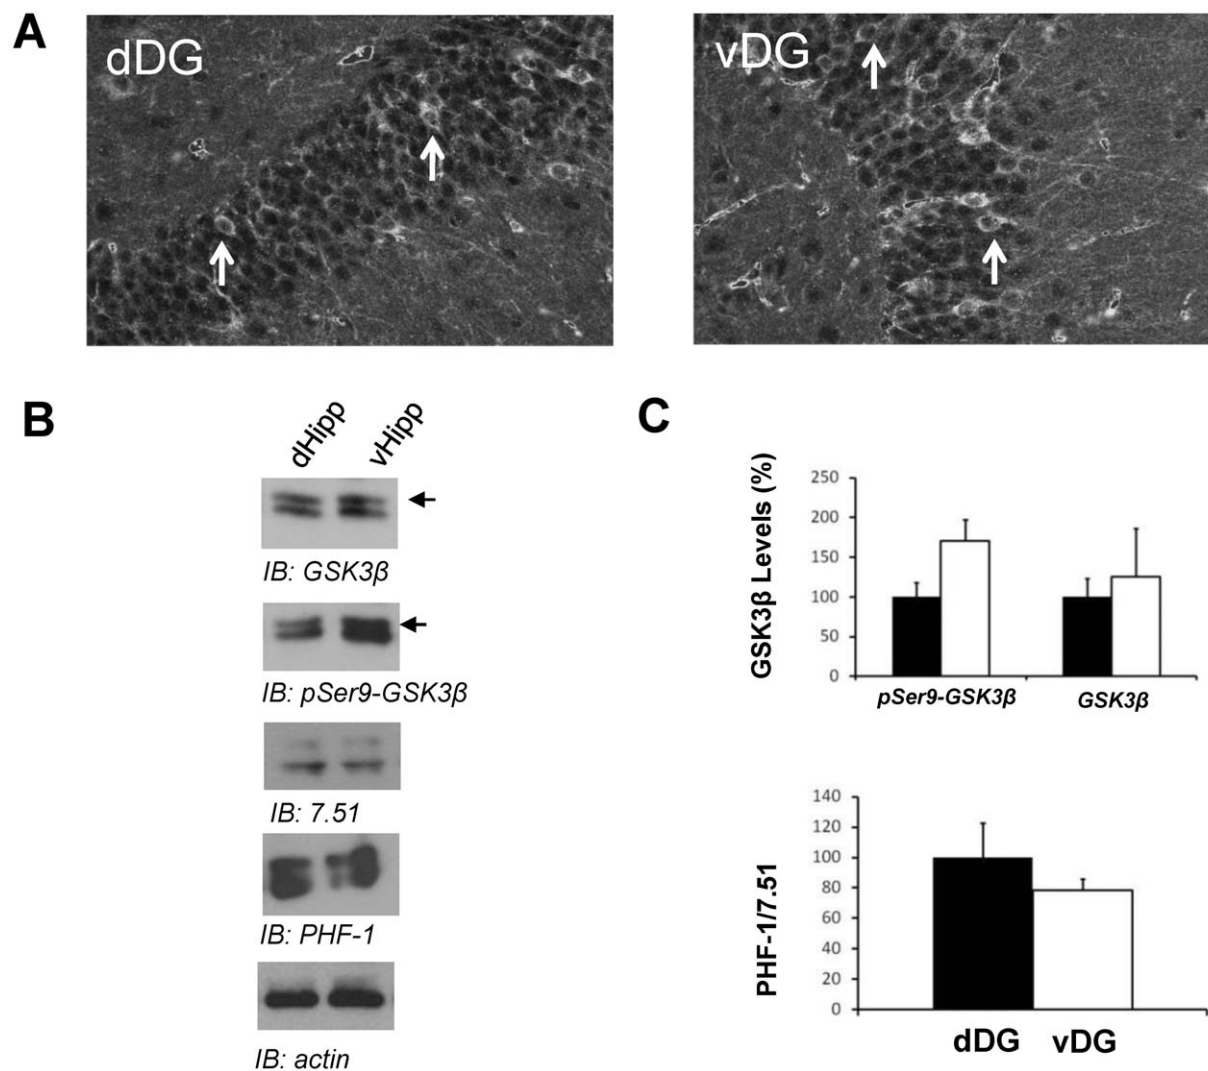 A
dDG
vDG
B
dHipp vHipp
IB: GSK3β
IB: pSer9-GSK3β
IB: 7.51
IB: PHF-1
IB: actin
C
GSK3β Levels (%)
250
200
150
100
50
0
pSer9-GSK3β GSK3β
PHF-1/7.51
140
120
100
80
60
40
20
0
dDG vDG